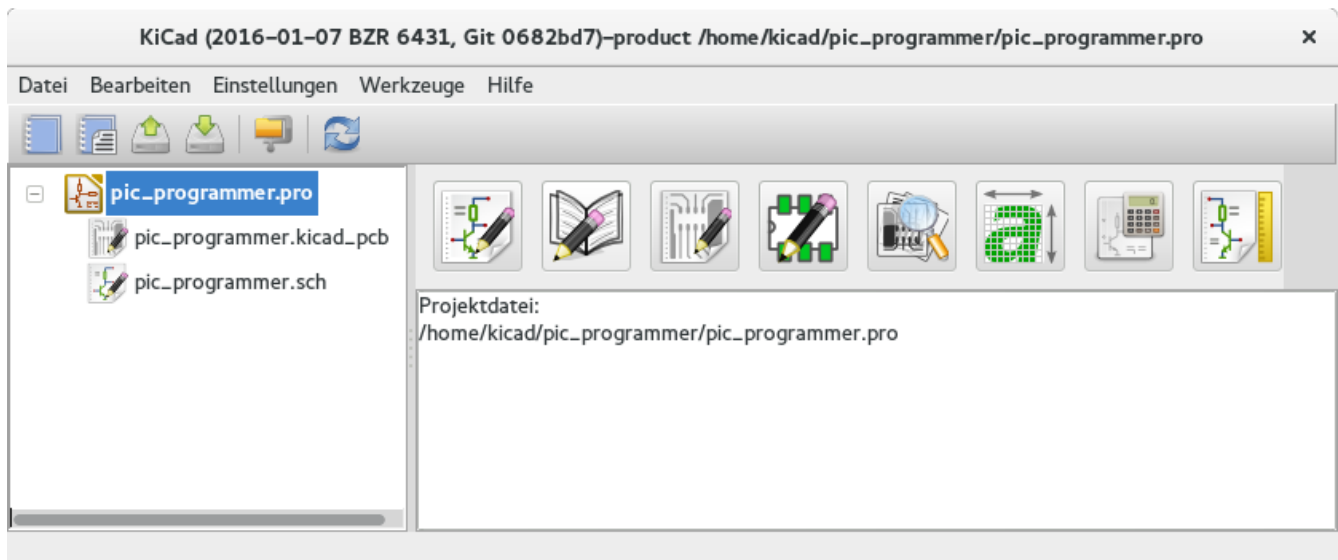 KiCad (2016-01-07 BZR 6431, Git 0682bd7)-product /home/kicad/pic_programmer/pic_programmer.pro
Datei Bearbeiten Einstellungen Werkzeuge Hilfe
pic_programmer.pro
pic_programmer.kicad_pcb
pic_programmer.sch
a
Projektdatei:
/home/kicad/pic_programmer/pic_programmer.pro